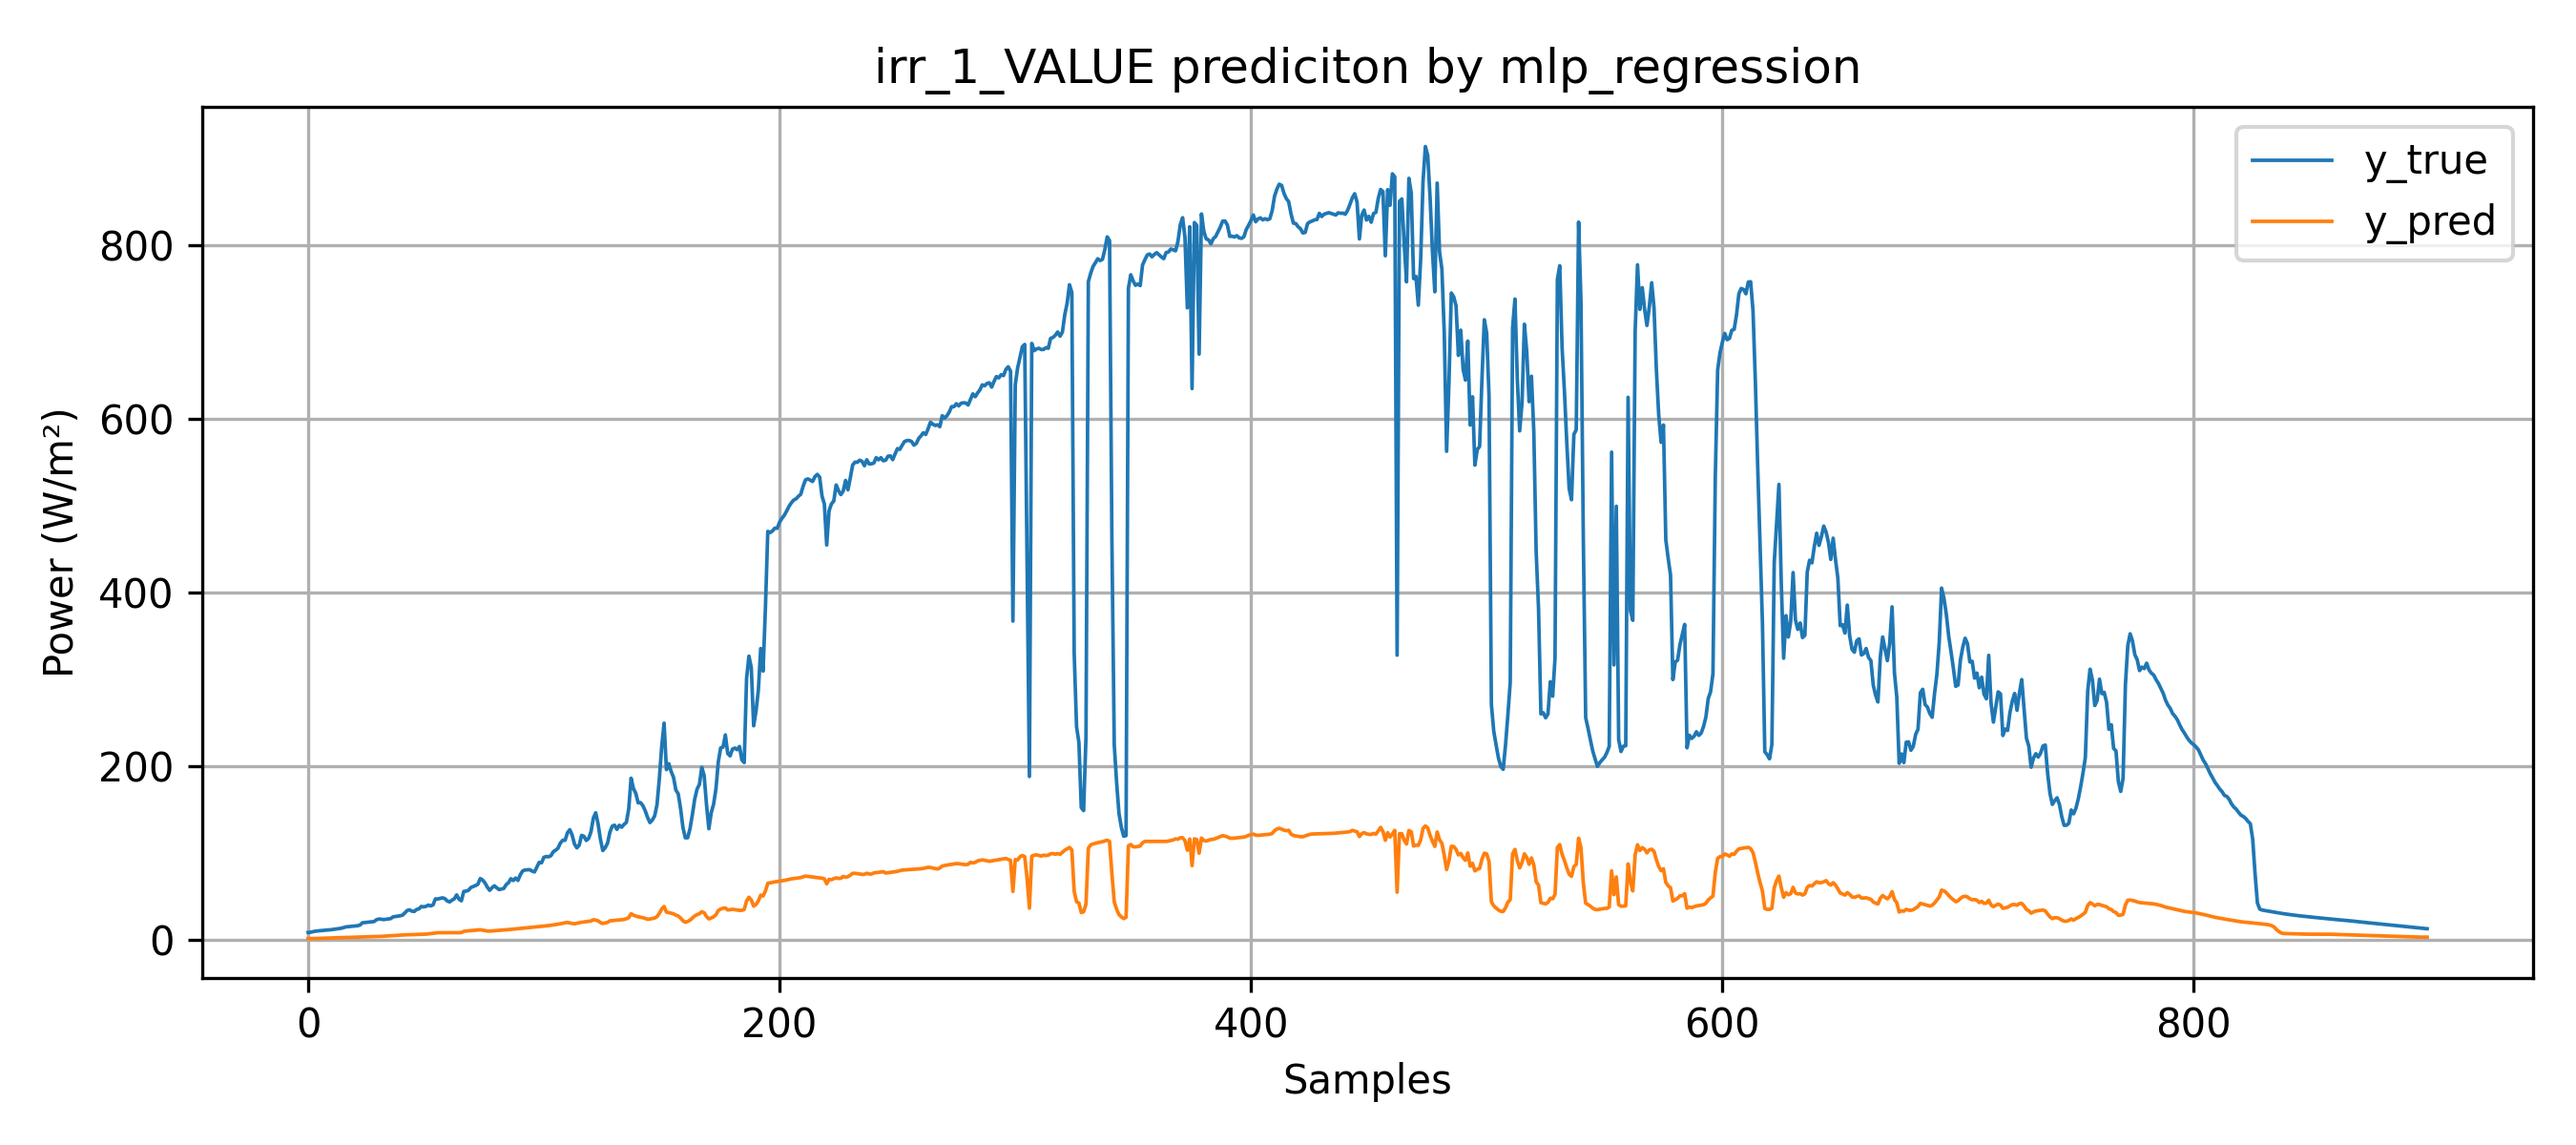 irr_1_VALUE prediciton by mlp_regression
y_true
y_pred
Power (W/m²)
800
600
400
200
0
0 200 400 600 800
Samples